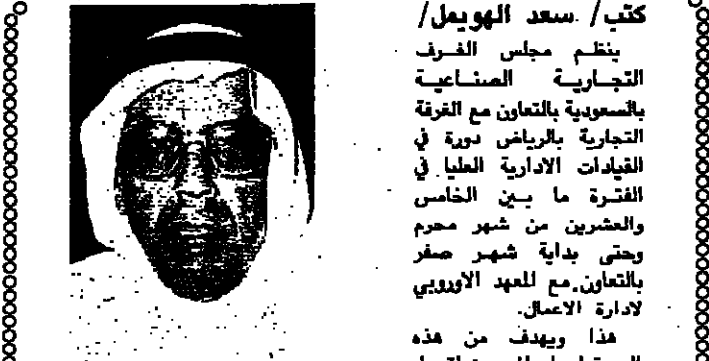 كتب/ سعد الهويمل/
ينظم مجلس الغرف
التجارية الصناعية
بالسعودية بالتعاون مع الغرفة
التجارية بالرياض دورة في
القيادات الادارية العليا في
الفترة ما بين الخامس
والعشرين من شهر محرم
وحتى بداية شهر صفر
بالتعاون مع المعهد الاوروبي
لادارة الاعمال.
هذا ويهدف من هذه